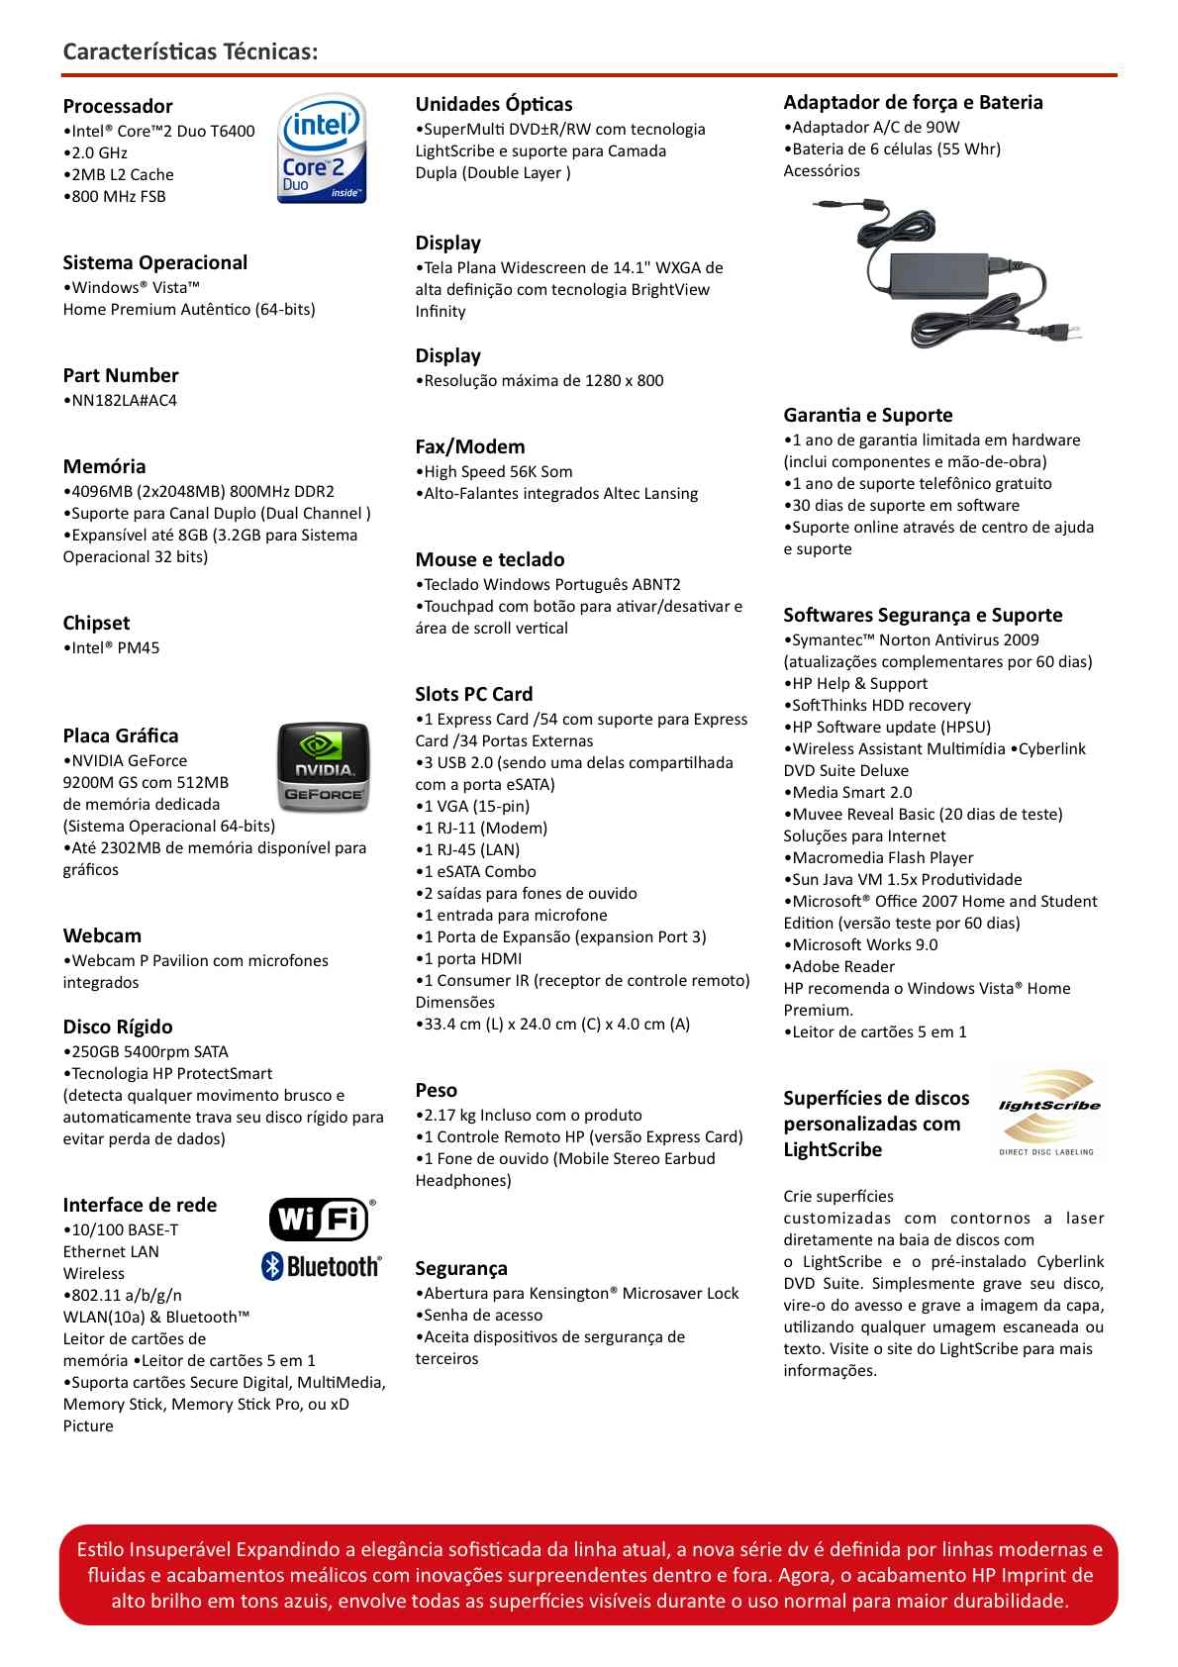 Características Técnicas:
Processador
•Intel® Core™2 Duo T6400
•2.0 GHz
•2MB L2 Cache
•800 MHz FSB
intel
Core™2
Duo
inside™
Sistema Operacional
•Windows® Vista™
Home Premium Autêntico (64-bits)
Part Number
•NN182LA#AC4
Memória
•4096MB (2x2048MB) 800MHz DDR2
•Suporte para Canal Duplo (Dual Channel )
•Expansível até 8GB (3.2GB para Sistema
Operacional 32 bits)
Chipset
•Intel® PM45
Placa Gráfica
•NVIDIA GeForce
9200M GS com 512MB
de memória dedicada
(Sistema Operacional 64-bits)
•Até 2302MB de memória disponível para
gráficos
NVIDIA.
GEFORCE®
Webcam
•Webcam P Pavilion com microfones
integrados
Disco Rígido
•250GB 5400rpm SATA
•Tecnologia HP ProtectSmart
(detecta qualquer movimento brusco e
automaticamente trava seu disco rígido para
evitar perda de dados)
Interface de rede
•10/100 BASE-T
Ethernet LAN
Wireless
•802.11 a/b/g/n
WLAN(10a) & Bluetooth™
Leitor de cartões de
memória •Leitor de cartões 5 em 1
•Suporta cartões Secure Digital, MultiMedia,
Memory Stick, Memory Stick Pro, ou xD
Picture
Wi Fi®
Bluetooth®
Unidades Ópticas
•SuperMulti DVD±R/RW com tecnologia
LightScribe e suporte para Camada
Dupla (Double Layer )
Display
•Tela Plana Widescreen de 14.1" WXGA de
alta definição com tecnologia BrightView
Infinity
Display
•Resolução máxima de 1280 x 800
Fax/Modem
•High Speed 56K Som
•Alto-Falantes integrados Altec Lansing
Mouse e teclado
•Teclado Windows Português ABNT2
•Touchpad com botão para ativar/desativar e
área de scroll vertical
Slots PC Card
•1 Express Card /54 com suporte para Express
Card /34 Portas Externas
•3 USB 2.0 (sendo uma delas compartilhada
com a porta eSATA)
•1 VGA (15-pin)
•1 RJ-11 (Modem)
•1 RJ-45 (LAN)
•1 eSATA Combo
•2 saídas para fones de ouvido
•1 entrada para microfone
•1 Porta de Expansão (expansion Port 3)
•1 porta HDMI
•1 Consumer IR (receptor de controle remoto)
Dimensões
•33.4 cm (L) x 24.0 cm (C) x 4.0 cm (A)
Peso
•2.17 kg Incluso com o produto
•1 Controle Remoto HP (versão Express Card)
•1 Fone de ouvido (Mobile Stereo Earbud
Headphones)
Segurança
•Abertura para Kensington® Microsaver Lock
•Senha de acesso
•Aceita dispositivos de sergurança de
terceiros
Adaptador de força e Bateria
•Adaptador A/C de 90W
•Bateria de 6 células (55 Whr)
Acessórios
Garantia e Suporte
•1 ano de garantia limitada em hardware
(inclui componentes e mão-de-obra)
•1 ano de suporte telefônico gratuito
•30 dias de suporte em software
•Suporte online através de centro de ajuda
e suporte
Softwares Segurança e Suporte
•Symantec™ Norton Antivirus 2009
(atualizações complementares por 60 dias)
•HP Help & Support
•SoftThinks HDD recovery
•HP Software update (HPSU)
•Wireless Assistant Multimídia •Cyberlink
DVD Suite Deluxe
•Media Smart 2.0
•Muvee Reveal Basic (20 dias de teste)
Soluções para Internet
•Macromedia Flash Player
•Sun Java VM 1.5x Produtividade
•Microsoft® Office 2007 Home and Student
Edition (versão teste por 60 dias)
•Microsoft Works 9.0
•Adobe Reader
HP recomenda o Windows Vista® Home
Premium.
•Leitor de cartões 5 em 1
Superfícies de discos
personalizadas com
LightScribe
lightScribe
DIRECT DISC LABELING
Crie superfícies
customizadas com contornos a laser
diretamente na baia de discos com
o LightScribe e o pré-instalado Cyberlink
DVD Suite. Simplesmente grave seu disco,
vire-o do avesso e grave a imagem da capa,
utilizando qualquer umagem escaneada ou
texto. Visite o site do LightScribe para mais
informações.
Estilo Insuperável Expandindo a elegância sofisticada da linha atual, a nova série dv é definida por linhas modernas e
fluidas e acabamentos meálicos com inovações surpreendentes dentro e fora. Agora, o acabamento HP Imprint de
alto brilho em tons azuis, envolve todas as superfícies visíveis durante o uso normal para maior durabilidade.